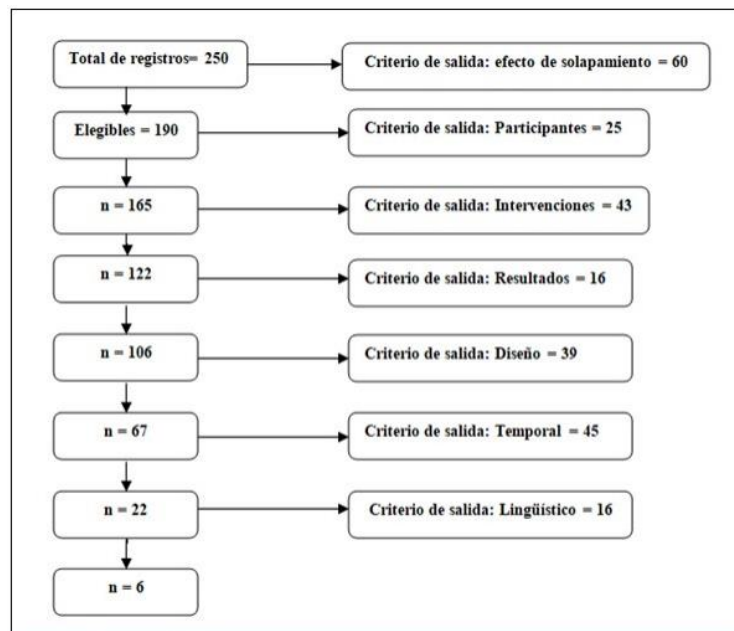 Total de registros= 250
Criterio de salida: efecto de solapamiento = 60
Elegibles = 190
Criterio de salida: Participantes = 25
n = 165
Criterio de salida: Intervenciones = 43
n = 122
Criterio de salida: Resultados = 16
n = 106
Criterio de salida: Diseño = 39
n = 67
Criterio de salida: Temporal = 45
n = 22
Criterio de salida: Lingüístico = 16
n = 6